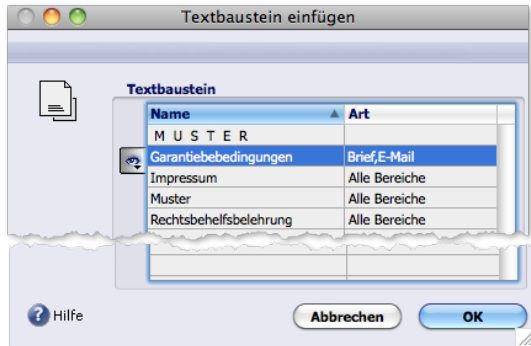 Textbaustein einfügen
Textbaustein
Name Art
M U S T E R
Garantiebebedingungen Brief,E-Mail
Impressum Alle Bereiche
Muster Alle Bereiche
Rechtsbehelfsbelehrung Alle Bereiche
Hilfe Abbrechen OK